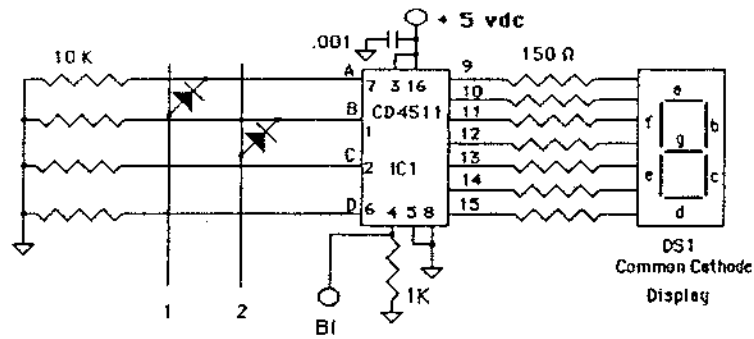 + 5 vdc
.001
10 K
150 Ω
A
7
3 16
9
10
a
B
1
CD4511
11
f
b
12
g
C
2
IC1
13
e
c
14
D
6
4 5 8
15
d
DS1
Common Cathode
Display
1K
1
2
BI